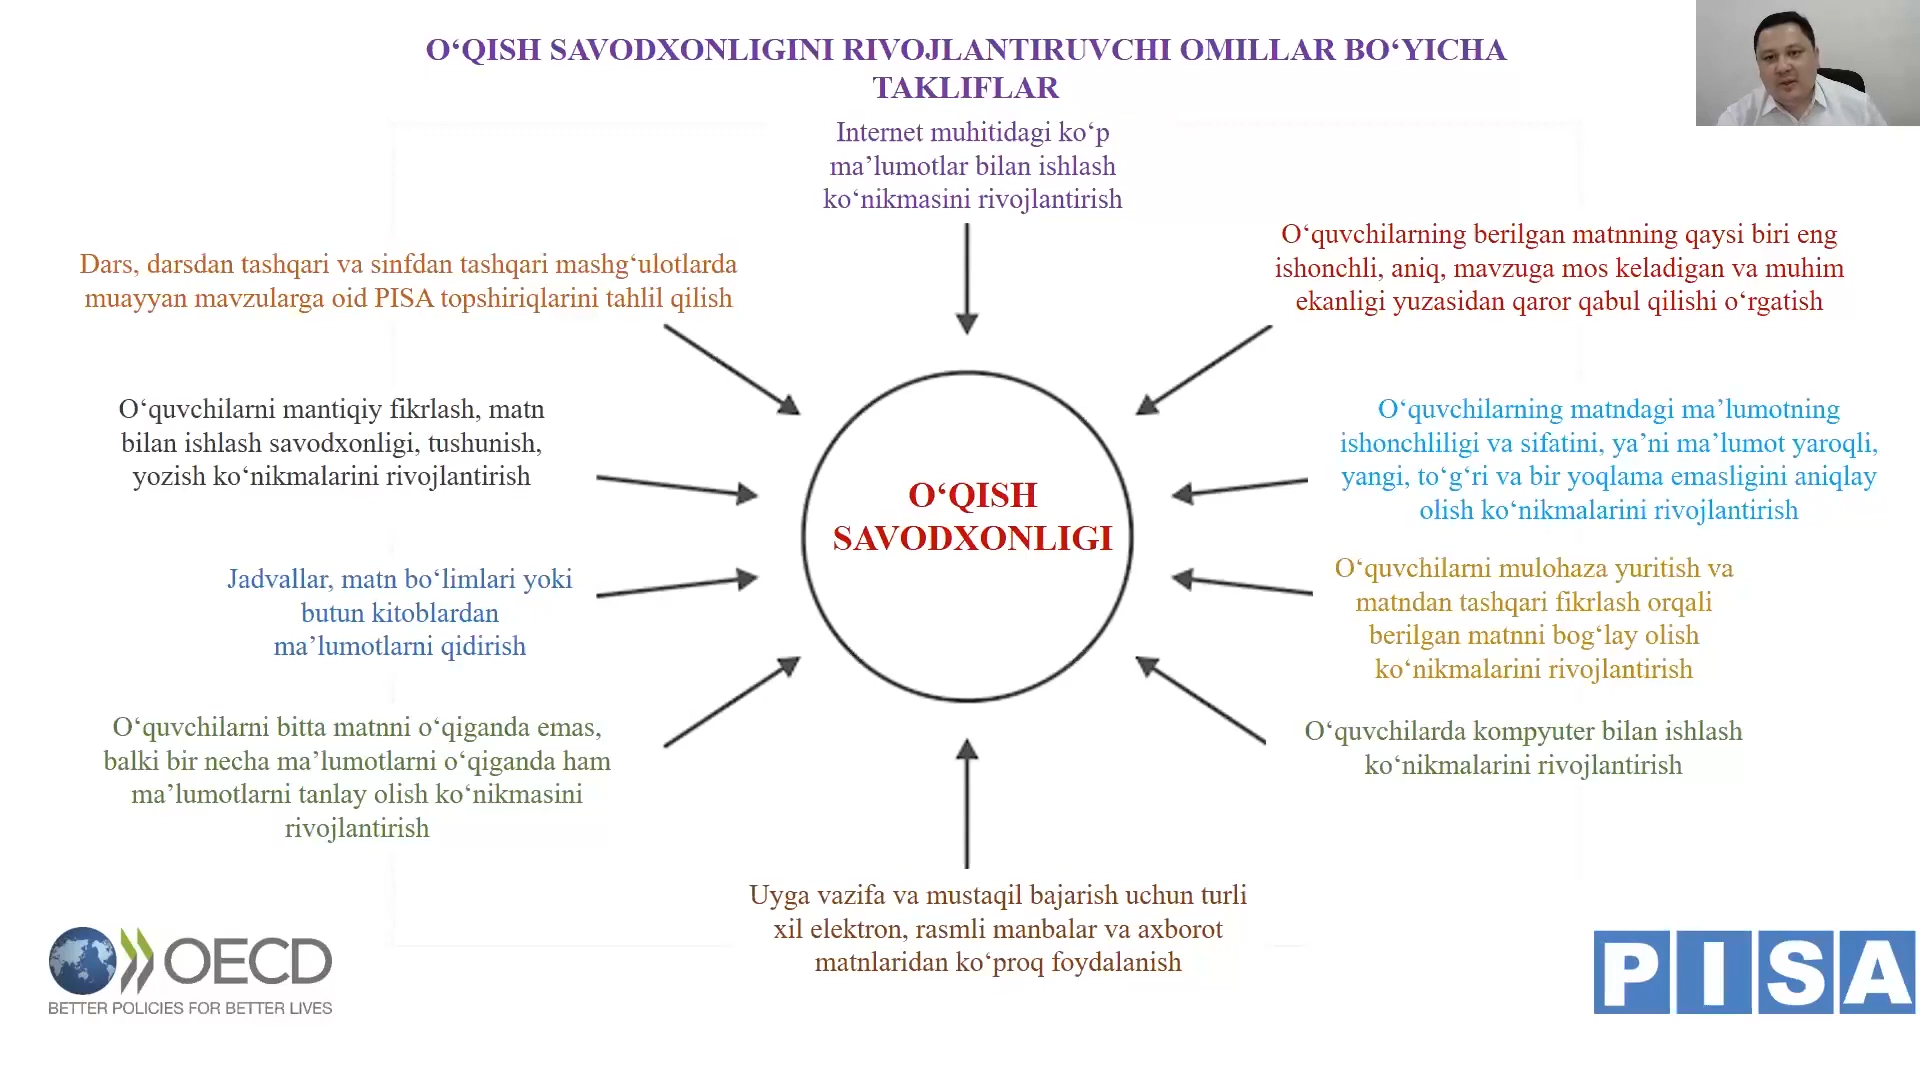 O‘QISH SAVODXONLIGINI RIVOJLANTIRUVCHI OMILLAR BO‘YICHA
TAKLIFLAR
Internet muhitidagi ko‘p
ma’lumotlar bilan ishlash
ko‘nikmasini rivojlantirish
Dars, darsdan tashqari va sinfdan tashqari mashg‘ulotlarda
muayyan mavzularga oid PISA topshiriqlarini tahlil qilish
O‘quvchilarning berilgan matnning qaysi biri eng
ishonchli, aniq, mavzuga mos keladigan va muhim
ekanligi yuzasidan qaror qabul qilishi o‘rgatish
O‘quvchilarni mantiqiy fikrlash, matn
bilan ishlash savodxonligi, tushunish,
yozish ko‘nikmalarini rivojlantirish
O‘quvchilarning matndagi ma’lumotning
ishonchliligi va sifatini, ya’ni ma’lumot yaroqli,
yangi, to‘g‘ri va bir yoqlama emasligini aniqlay
olish ko‘nikmalarini rivojlantirish
O‘QISH
SAVODXONLIGI
Jadvallar, matn bo‘limlari yoki
butun kitoblardan
ma’lumotlarni qidirish
O‘quvchilarni mulohaza yuritish va
matndan tashqari fikrlash orqali
berilgan matnni bog‘lay olish
ko‘nikmalarini rivojlantirish
O‘quvchilarni bitta matnni o‘qiganda emas,
balki bir necha ma’lumotlarni o‘qiganda ham
ma’lumotlarni tanlay olish ko‘nikmasini
rivojlantirish
O‘quvchilarda kompyuter bilan ishlash
ko‘nikmalarini rivojlantirish
Uyga vazifa va mustaqil bajarish uchun turli
xil elektron, rasmli manbalar va axborot
matnlaridan ko‘proq foydalanish
OECD
BETTER POLICIES FOR BETTER LIVES
PISA